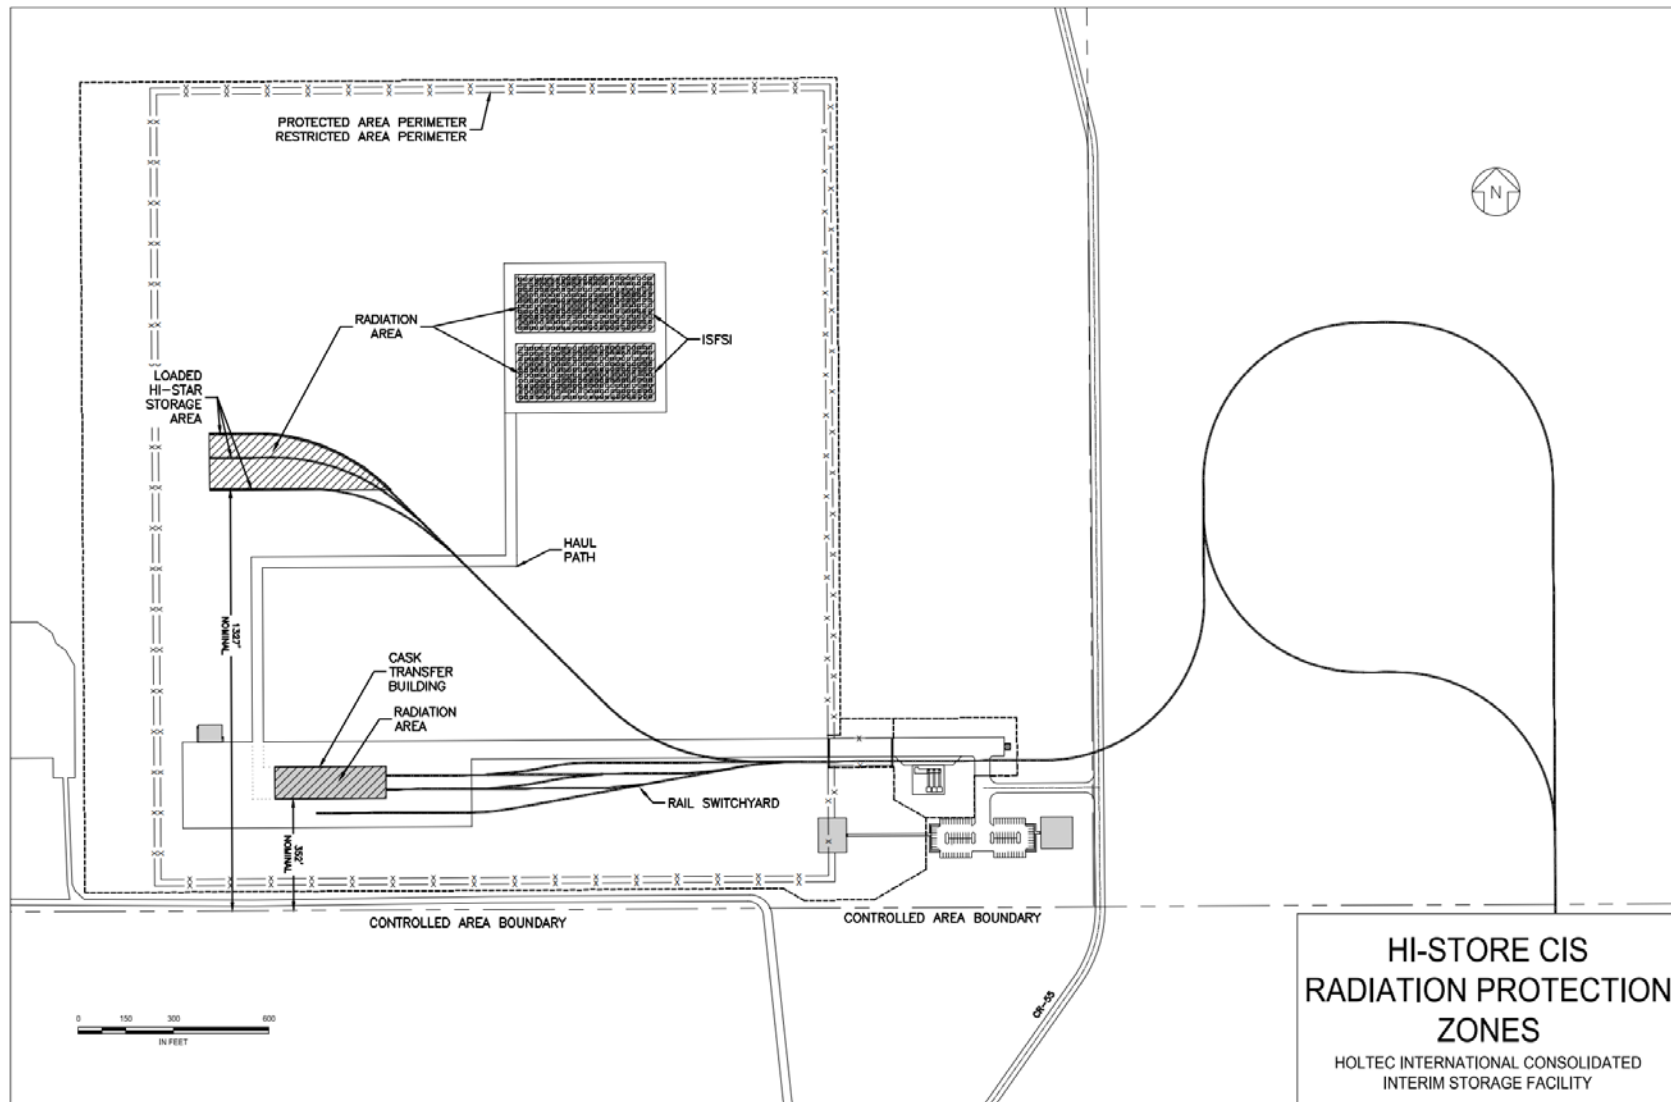 PROTECTED AREA PERIMETER
RESTRICTED AREA PERIMETER
N
RADIATION
AREA
ISFSI
LOADED
HI-STAR
STORAGE
AREA
HAUL
PATH
1327'
NOMINAL
CASK
TRANSFER
BUILDING
RADIATION
AREA
RAIL SWITCHYARD
352'
NOMINAL
CONTROLLED AREA BOUNDARY
CONTROLLED AREA BOUNDARY
CR-55
0 150 300 600
IN FEET
HI-STORE CIS
RADIATION PROTECTION
ZONES
HOLTEC INTERNATIONAL CONSOLIDATED
INTERIM STORAGE FACILITY